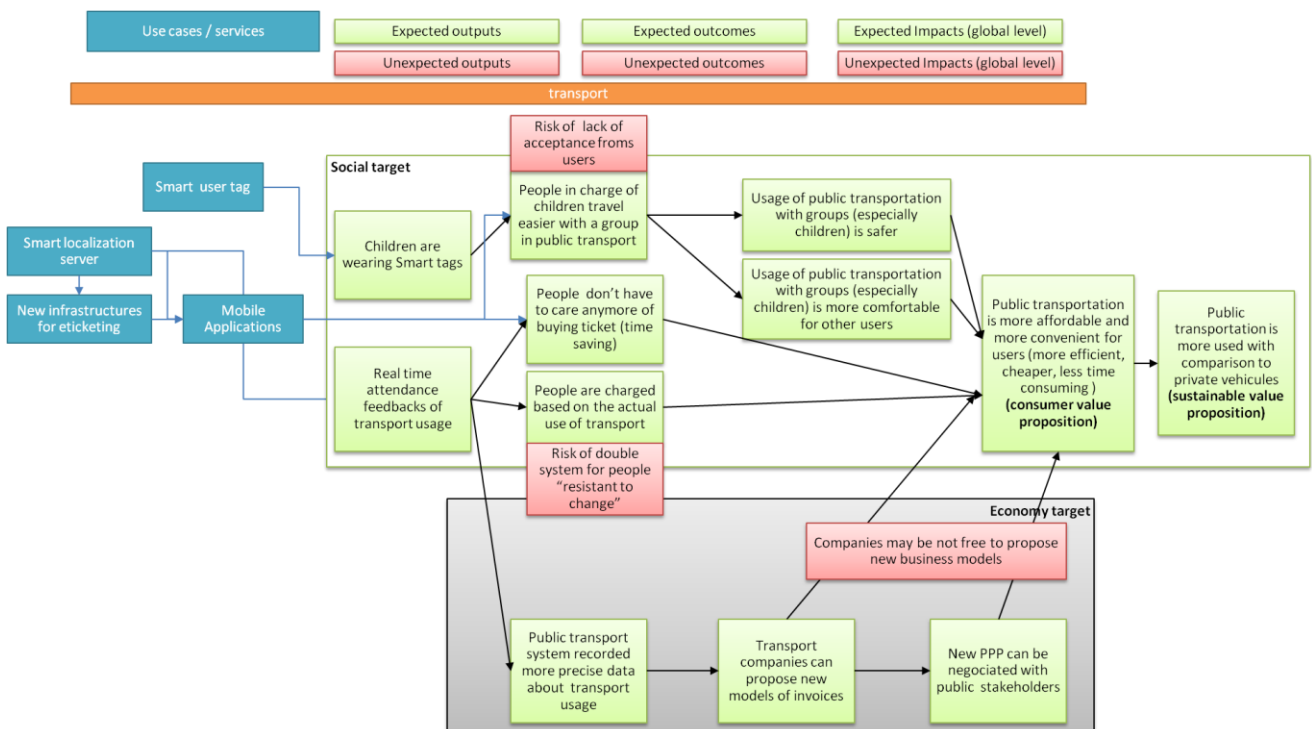 Use cases / services
Expected outputs
Expected outcomes
Expected Impacts (global level)
Unexpected outputs
Unexpected outcomes
Unexpected Impacts (global level)
transport
Risk of lack of
acceptance froms
users
Social target
Smart user tag
People in charge of
children travel
easier with a group
in public transport
Usage of public transportation
with groups (especially
children) is safer
Children are
wearing Smart tags
Smart localization
server
Usage of public transportation
with groups (especially
children) is more comfortable
for other users
New infrastructures
for eticketing
Mobile
Applications
People don't have
to care anymore of
buying ticket (time
saving)
Public transportation
is more affordable and
more convenient for
users (more efficient,
cheaper, less time
consuming )
(consumer value
proposition)
Public
transportation is
more used with
comparison to
private vehicules
(sustainable value
proposition)
Real time
attendance
feedbacks of
transport usage
People are charged
based on the actual
use of transport
Risk of double
system for people
“resistant to
change”
Economy target
Companies may be not free to propose
new business models
Public transport
system recorded
more precise data
about transport
usage
Transport
companies can
propose new
models of invoices
New PPP can be
negotiated with
public stakeholders